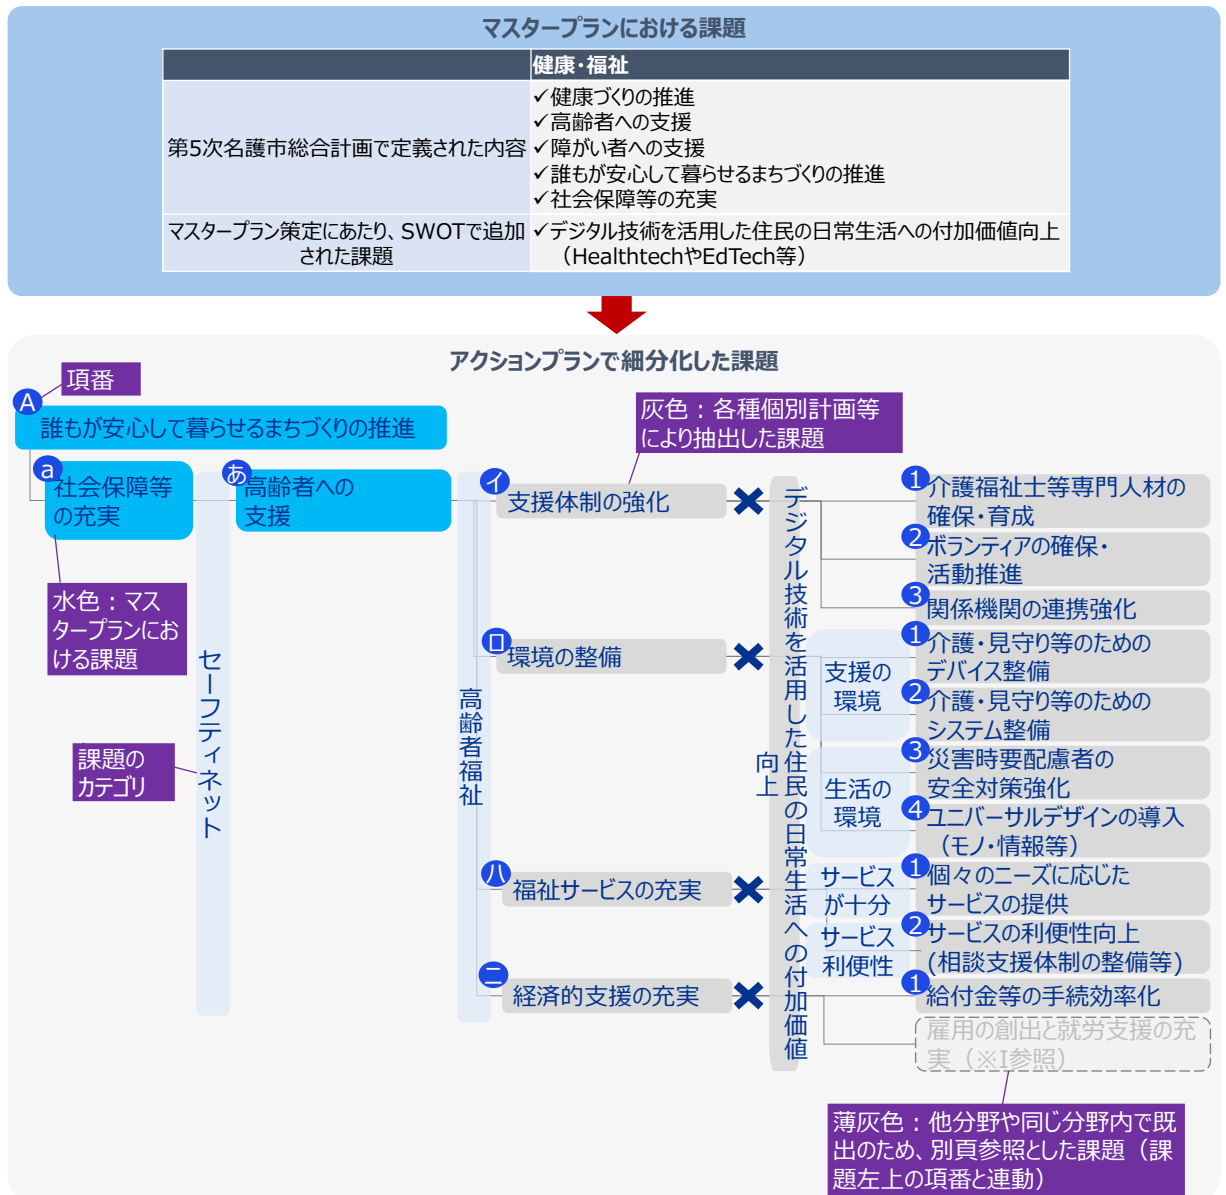 マスタープランにおける課題
健康・福祉
第5次名護市総合計画で定義された内容
✓健康づくりの推進
✓高齢者への支援
✓障がい者への支援
✓誰もが安心して暮らせるまちづくりの推進
✓社会保障等の充実
マスタープラン策定にあたり、SWOTで追加
された課題
✓デジタル技術を活用した住民の日常生活への付加価値向上
（HealthtechやEdTech等）
アクションプランで細分化した課題
項番
A
誰もが安心して暮らせるまちづくりの推進
灰色：各種個別計画等
により抽出した課題
a
社会保障等
の充実
水色：マス
タープランにお
ける課題
セーフティネット
課題の
カテゴリ
あ
高齢者への
支援
高齢者福祉
イ
支援体制の強化
ロ
環境の整備
ハ
福祉サービスの充実
ニ
経済的支援の充実
デジタル技術を活用した住民の日常生活への付加価値
向上
1
介護福祉士等専門人材の
確保・育成
2
ボランティアの確保・
活動推進
3
関係機関の連携強化
支援の
環境
1
介護・見守り等のための
デバイス整備
2
介護・見守り等のための
システム整備
生活の
環境
3
災害時要配慮者の
安全対策強化
4
ユニバーサルデザインの導入
（モノ・情報等）
サービス
が十分
1
個々のニーズに応じた
サービスの提供
サービス
利便性
2
サービスの利便性向上
(相談支援体制の整備等)
1
給付金等の手続効率化
雇用の創出と就労支援の充
実（※I参照）
薄灰色：他分野や同じ分野内で既
出のため、別頁参照とした課題（課
題左上の項番と連動）